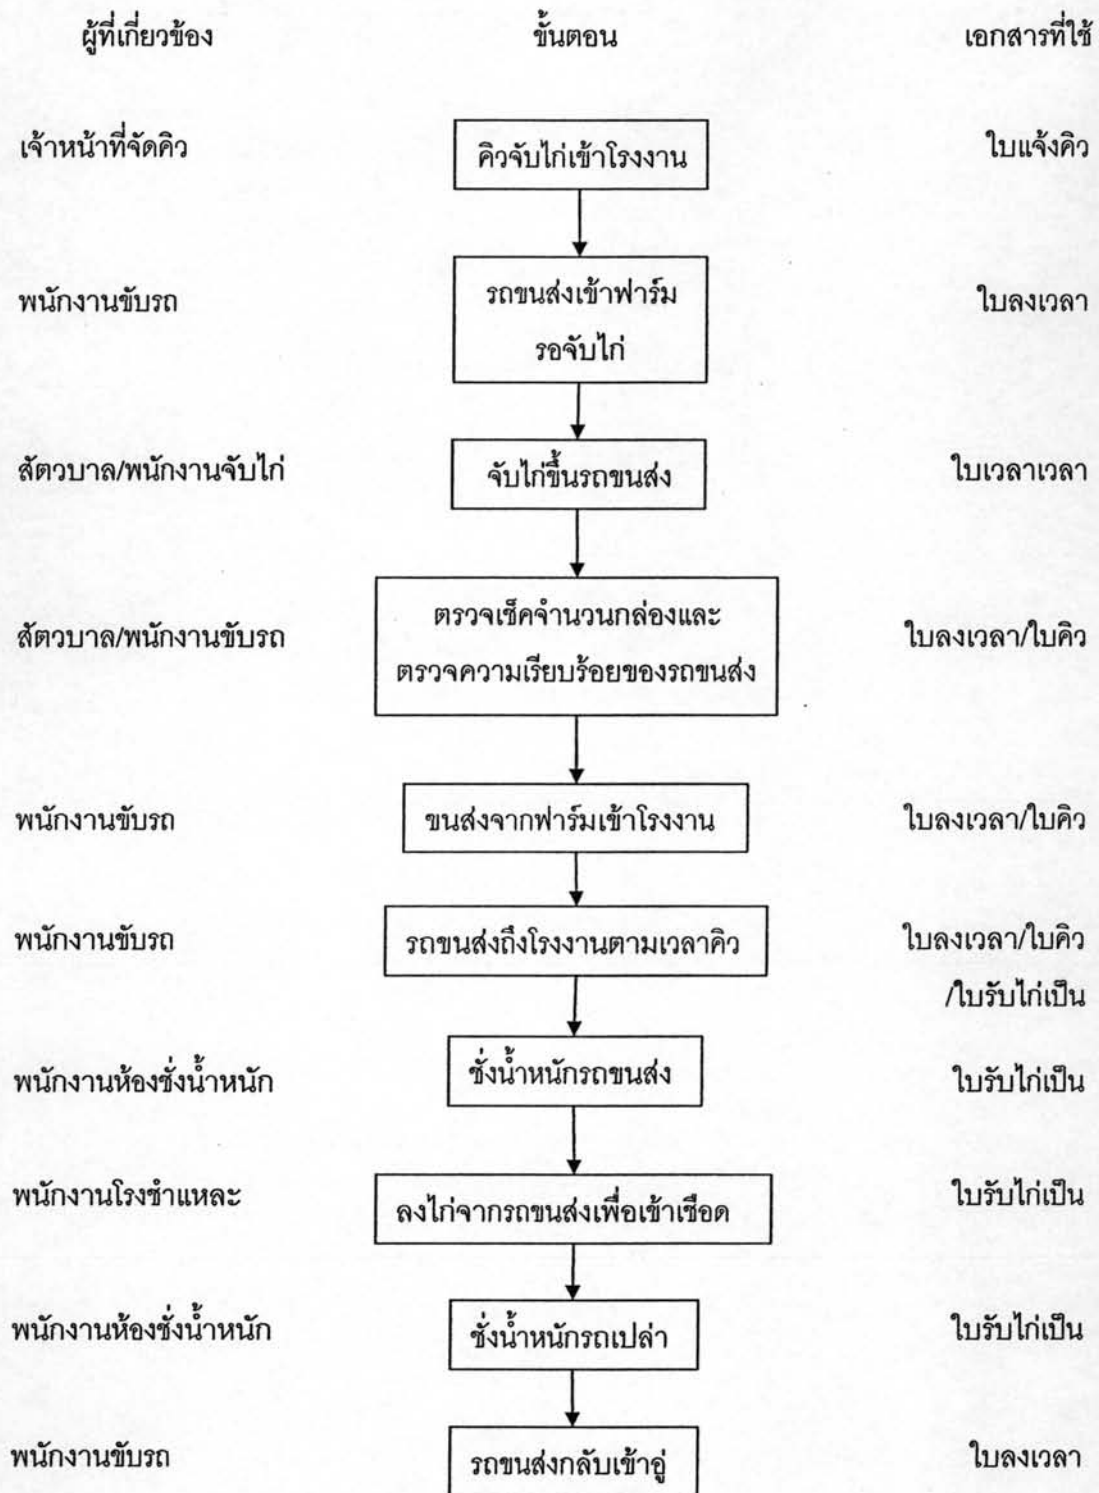 ผู้ที่เกี่ยวข้อง ขั้นตอน เอกสารที่ใช้
เจ้าหน้าที่จัดคิว คิวจับไก่เข้าโรงงาน ใบแจ้งคิว
พนักงานขับรถ รถขนส่งเข้าฟาร์ม ใบลงเวลา
รอจับไก่
สัตวบาล/พนักงานจับไก่ จับไก่ขึ้นรถขนส่ง ใบเวลาเวลา
ตรวจเช็คจำนวนกล่องและ
สัตวบาล/พนักงานขับรถ ใบลงเวลา/ใบคิว
ตรวจความเรียบร้อยของรถขนส่ง
พนักงานขับรถ ขนส่งจากฟาร์มเข้าโรงงาน ใบลงเวลา/ใบคิว
พนักงานขับรถ รถขนส่งถึงโรงงานตามเวลาคิว ใบลงเวลา/ใบคิว
/ใบรับไก่เป็น
พนักงานห้องชั่งน้ำหนัก ชั่งน้ำหนักรถขนส่ง ใบรับไก่เป็น
พนักงานโรงชำแหละ ลงไก่จากรถขนส่งเพื่อเข้าเชือด ใบรับไก่เป็น
พนักงานห้องชั่งน้ำหนัก ชั่งน้ำหนักรถเปล่า ใบรับไก่เป็น
พนักงานขับรถ รถขนส่งกลับเข้าอู่ ใบลงเวลา